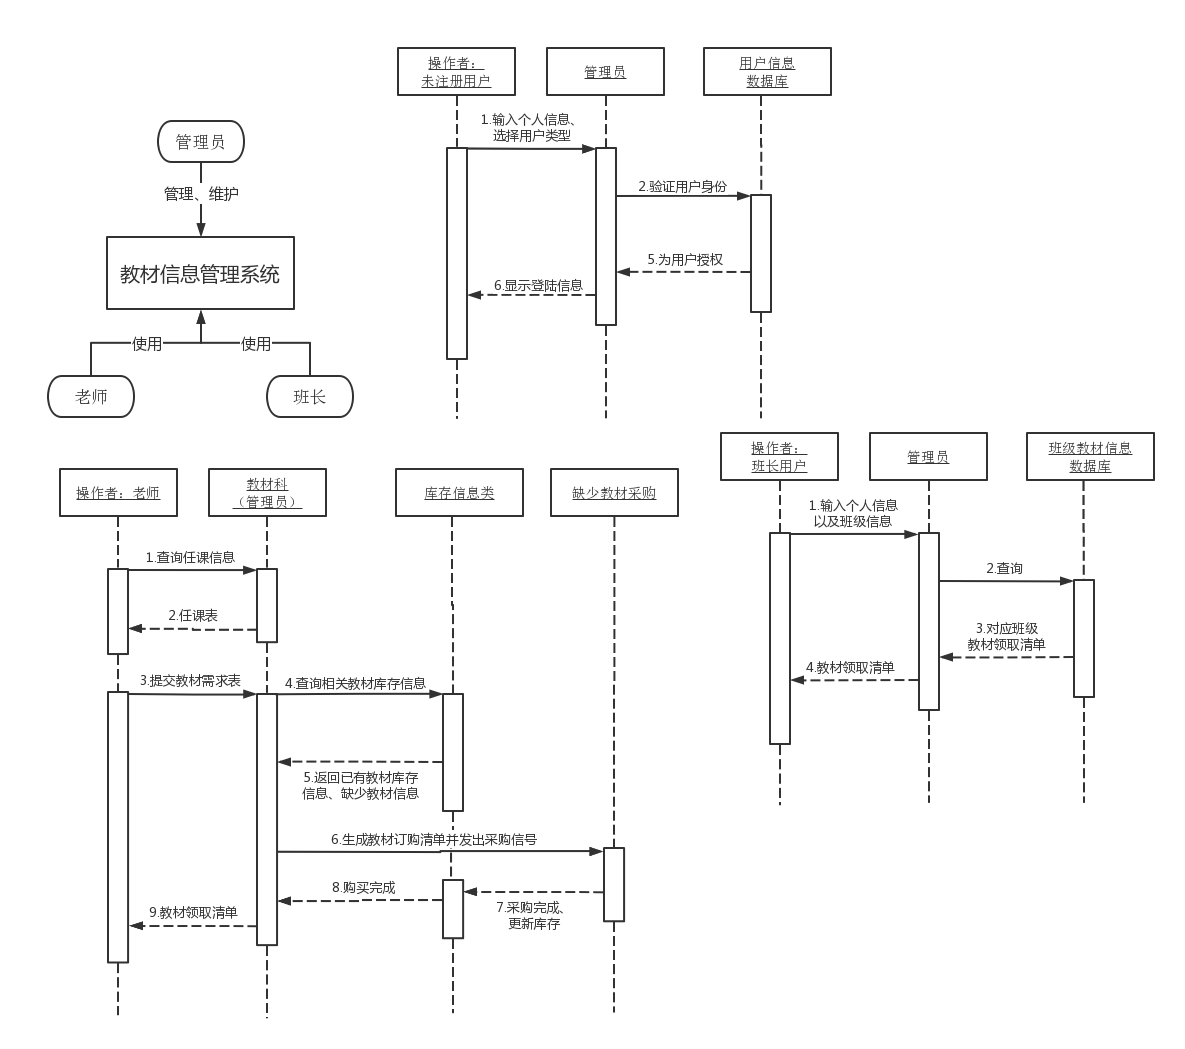 管理员
管理、维护
教材信息管理系统
使用
使用
老师
班长
操作者：
未注册用户
管理员
用户信息
数据库
1.输入个人信息、
选择用户类型
2.验证用户身份
5.为用户授权
6.显示登陆信息
操作者：老师
教材科
（管理员）
库存信息类
缺少教材采购
1.查询任课信息
2.任课表
3.提交教材需求表
4.查询相关教材库存信息
5.返回已有教材库存
信息、缺少教材信息
6.生成教材订购清单并发出采购信号
8.购买完成
7.采购完成、
更新库存
9.教材领取清单
操作者：
班长用户
管理员
班级教材信息
数据库
1.输入个人信息
以及班级信息
2.查询
3.对应班级
教材领取清单
4.教材领取清单